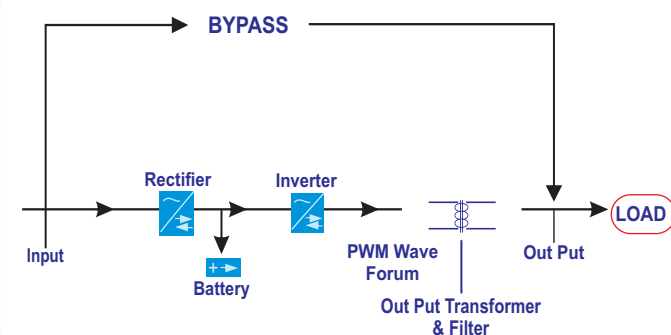 BYPASS
Rectifier
Inverter
LOAD
Input
PWM Wave
Forum
Out Put
Battery
Out Put Transformer
& Filter